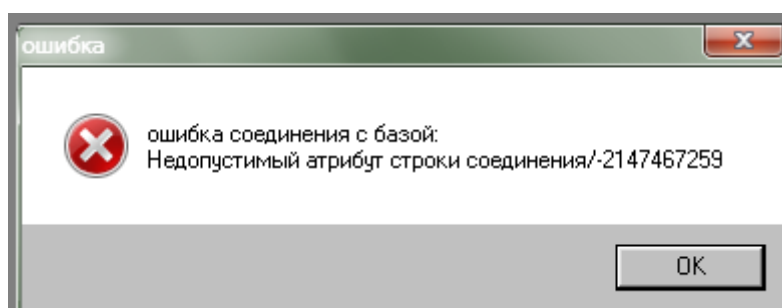 ошибка
ошибка соединения с базой:
Недопустимый атрибут строки соединения/-2147467259
OK